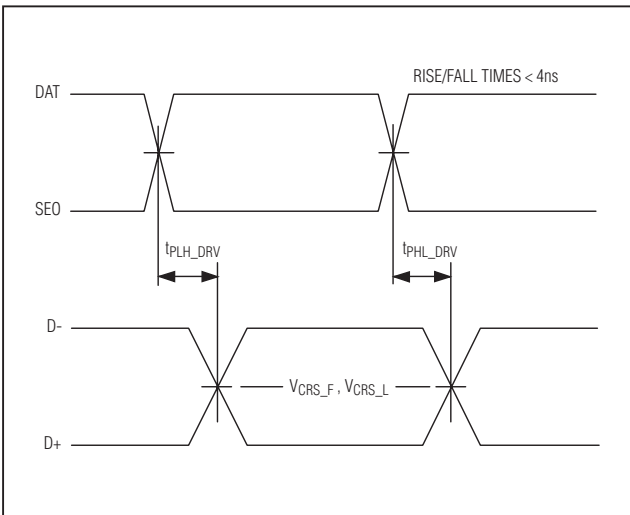 RISE/FALL TIMES < 4ns
DAT
SEO
tPLH_DRV
tPHL_DRV
D-
VCRS_F , VCRS_L
D+